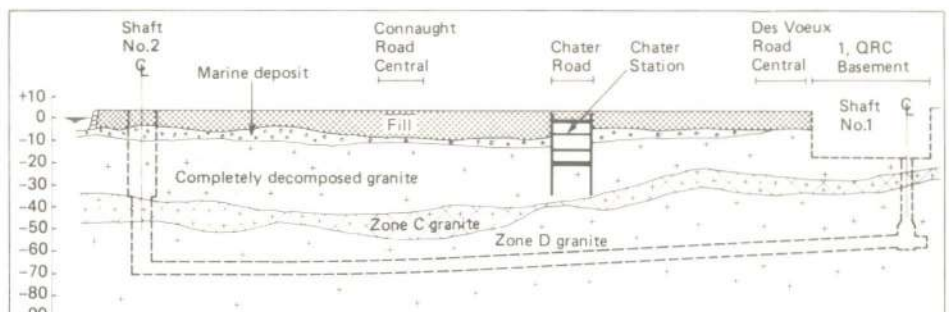 Shaft
No.2
℄
Marine deposit
Connaught
Road
Central
Chater
Road
Chater
Station
Des Voeux
Road
Central
1, QRC
Basement
Shaft
No.1
℄
Fill
Completely decomposed granite
Zone C granite
Zone D granite
+10
0
-10
-20
-30
-40
-50
-60
-70
-80